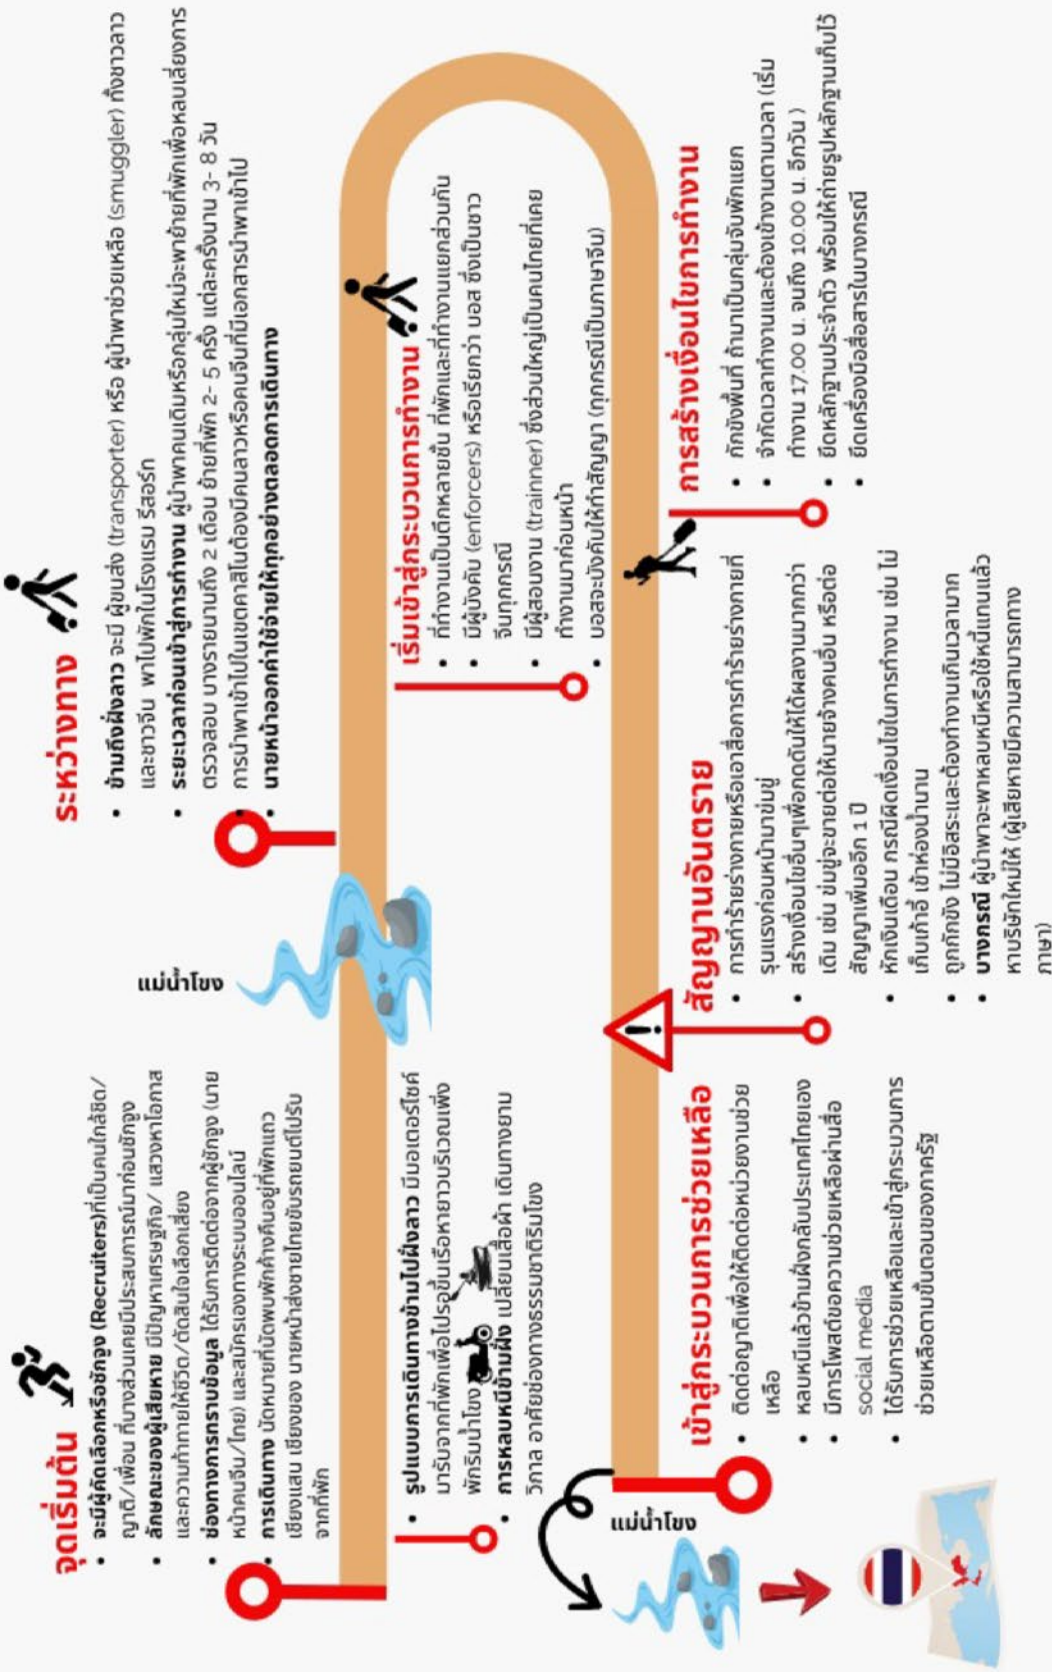 จุดเริ่มต้น
• จะมีผู้คัดเลือกหรือชักจูง (Recruiters)ที่เป็นคนใกล้ชิด/
ญาติ/เพื่อน ที่บางส่วนเคยมีประสบการณ์มาก่อนชักจูง
• ลักษณะของผู้เสียหาย มีปัญหาเศรษฐกิจ/ แสวงหาโอกาส
และความท้าทายให้ชีวิต/ตัดสินใจเลือกเสี่ยง
• ช่องทางการทราบข้อมูล ได้รับการติดต่อจากผู้ชักจูง (นาย
หน้าคนจีน/ไทย) และสมัครเองทางระบบออนไลน์
• การเดินทาง นัดหมายที่นัดพบพักค้างคืนอยู่ที่พักแถว
เชียงแสน เชียงของ นายหน้าส่งชายไทยขับรถยนต์ไปรับ
จากที่พัก
แม่น้ำโขง
• รูปแบบการเดินทางข้ามไปฝั่งลาว มีมอเตอร์ไซค์
มารับจากที่พักเพื่อไปรอขึ้นเรือหายาวบริเวณเพิ่ง
พักริมน้ำโขง
• การหลบหนีข้ามฝั่ง เปลี่ยนเสื้อผ้า เดินทางยาม
วิกาล อาศัยช่องทางธรรมชาติริมโขง
ระหว่างทาง
• ข้ามถึงฝั่งลาว จะมี ผู้ขนส่ง (transporter) หรือ ผู้นำพาช่วยเหลือ (smuggler) ทั้งชาวลาว
และชาวจีน พาไปพักในโรงแรม รีสอร์ท
• ระยะเวลาก่อนเข้าสู่การทำงาน ผู้นำพาคนเดิมหรือกลุ่มใหม่จะพาย้ายที่พักเพื่อหลบเลี่ยงการ
ตรวจสอบ บางรายนานถึง 2 เดือน ย้ายที่พัก 2- 5 ครั้ง แต่ละครั้งนาน 3- 8 วัน
• การนำพาเข้าไปในเขตคาสิโนต้องมีคนลาวหรือคนจีนที่มีเอกสารนำพาเข้าไป
• นายหน้าออกค่าใช้จ่ายให้ทุกอย่างตลอดการเดินทาง
เริ่มเข้าสู่กระบวนการทำงาน
• ที่ทำงานเป็นตึกหลายชั้น ที่พักและที่ทำงานแยกส่วนกัน
• มีผู้บังคับ (enforcers) หรือเรียกว่า บอส ซึ่งเป็นชาว
จีนทุกกรณี
• มีผู้สอนงาน (trainner) ซึ่งส่วนใหญ่เป็นคนไทยที่เคย
ทำงานมาก่อนหน้า
• บอสจะบังคับให้ทำสัญญา (ทุกกรณีเป็นภาษาจีน)
การสร้างเงื่อนไขการทำงาน
• กักขังพื้นที่ ถ้ามาเป็นกลุ่มจับพักแยก
• จำกัดเวลาทำงานและต้องเข้างานตามเวลา (เริ่ม
ทำงาน 17.00 น. จนถึง 10.00 น. อีกวัน )
• ยึดหลักฐานประจำตัว พร้อมให้ถ่ายรูปหลักฐานเก็บไว้
• ยึดเครื่องมือสื่อสารในบางกรณี
สัญญาณอันตราย
• การทำร้ายร่างกายหรือเอาสื่อการทำร้ายร่างกายที่
รุนแรงก่อนหน้ามาข่มขู่
• สร้างเงื่อนไขอื่นๆเพื่อกดดันให้ได้ผลงานมากกว่า
เดิม เช่น ข่มขู่จะขายต่อให้นายจ้างคนอื่น หรือต่อ
สัญญาเพิ่มออีก 1 ปี
• หักเงินเดือน กรณีผิดเงื่อนไขในการทำงาน เช่น ไม่
เก็บเก้าอี้ เข้าห้องน้ำนาน
• ถูกกักขัง ไม่มีอิสระและต้องทำงานเกินเวลามาก
• บางกรณี ผู้นำพาจะพาหลบหนีหรือใช้หนี้แทนแล้ว
หาบริษัทใหม่ให้ (ผู้เสียหายมีความสามารถทาง
ภาษา)
เข้าสู่กระบวนการช่วยเหลือ
• ติดต่อญาติเพื่อให้ติดต่อหน่วยงานช่วย
เหลือ
• หลบหนีแล้วข้ามฝั่งกลับประเทศไทยเอง
• มีการโพสต์ขอความช่วยเหลือผ่านสื่อ
social media
• ได้รับการช่วยเหลือและเข้าสู่กระบวนการ
ช่วยเหลือตามขั้นตอนของภาครัฐ
แม่น้ำโขง